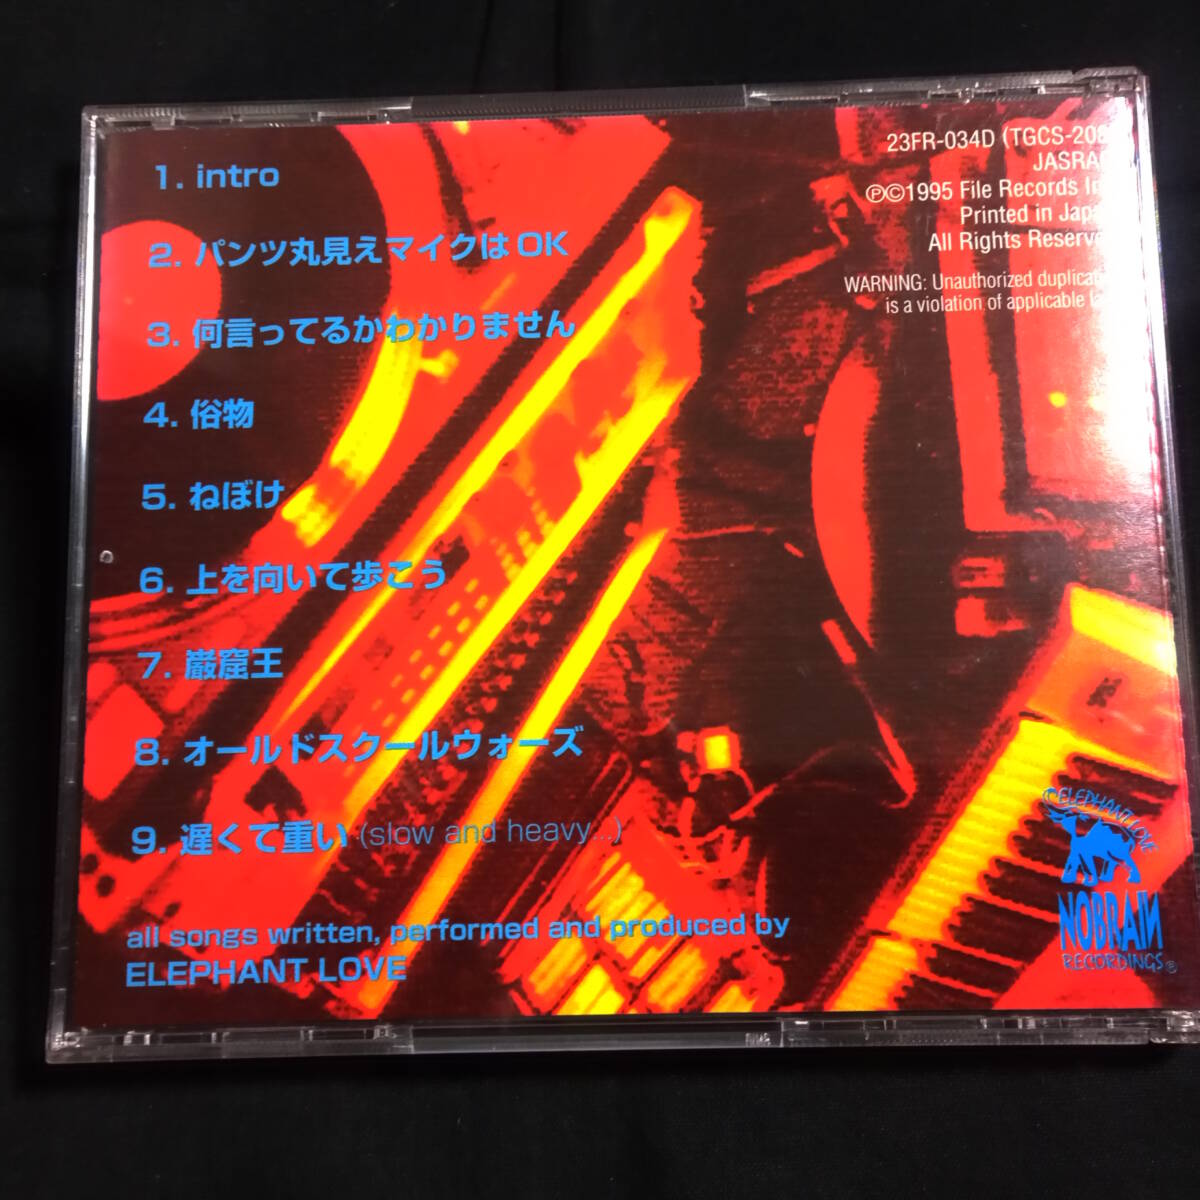 1. intro
2. パンツ丸見えマイクはOK
3. 何言ってるかわかりません
4. 俗物
5. ねぼけ
6. 上を向いて歩こう
7. 巌窟王
8. オールドスクールウォーズ
9. 遅くて重い (slow and heavy...)
all songs written, performed and produced by
ELEPHANT LOVE
23FR-034D (TGCS-208
JASRA
℗©1995 File Records In
Printed in Japa
All Rights Reserve
WARNING: Unauthorized duplicat
is a violation of applicable la
ELEPHANT LOVE
NOBRAIN
RECORDINGS®